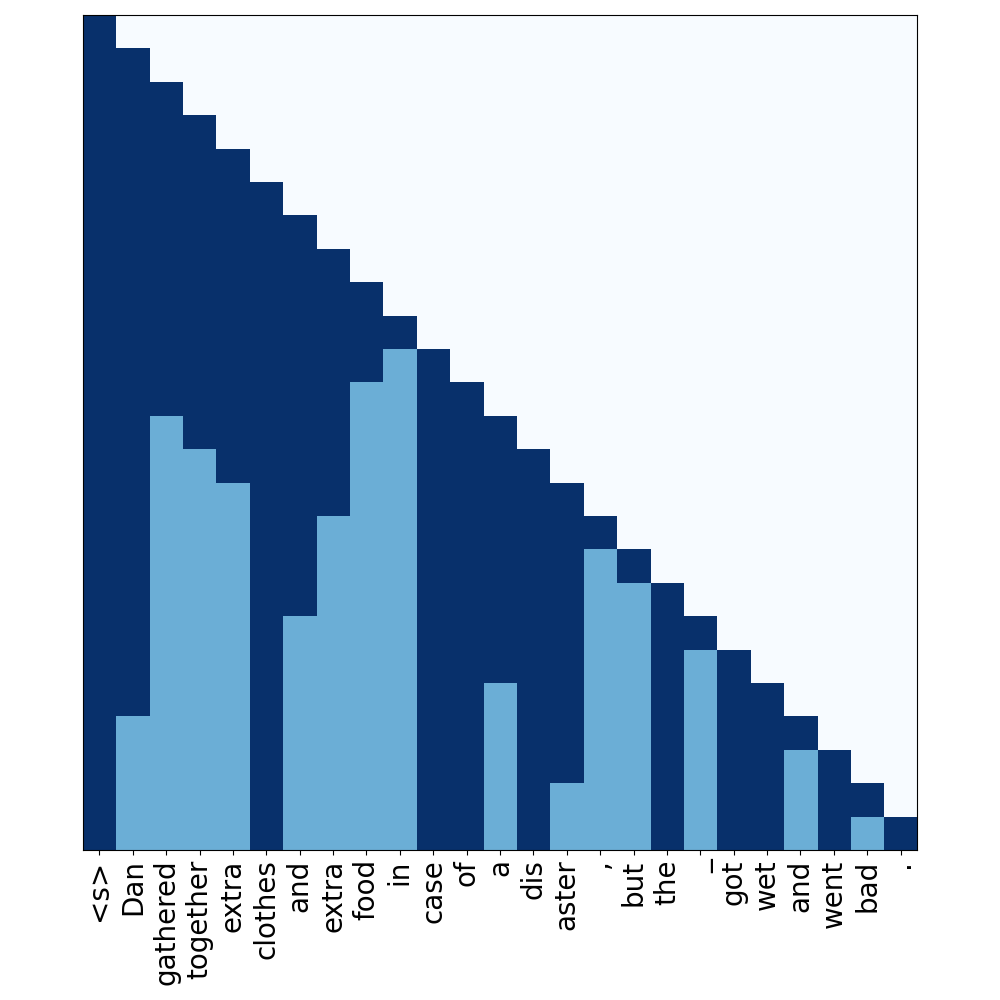 <s>
Dan
gathered
together
extra
clothes
and
extra
food
in
case
of
a
dis
aster
,
but
the
_
got
wet
and
went
bad
.